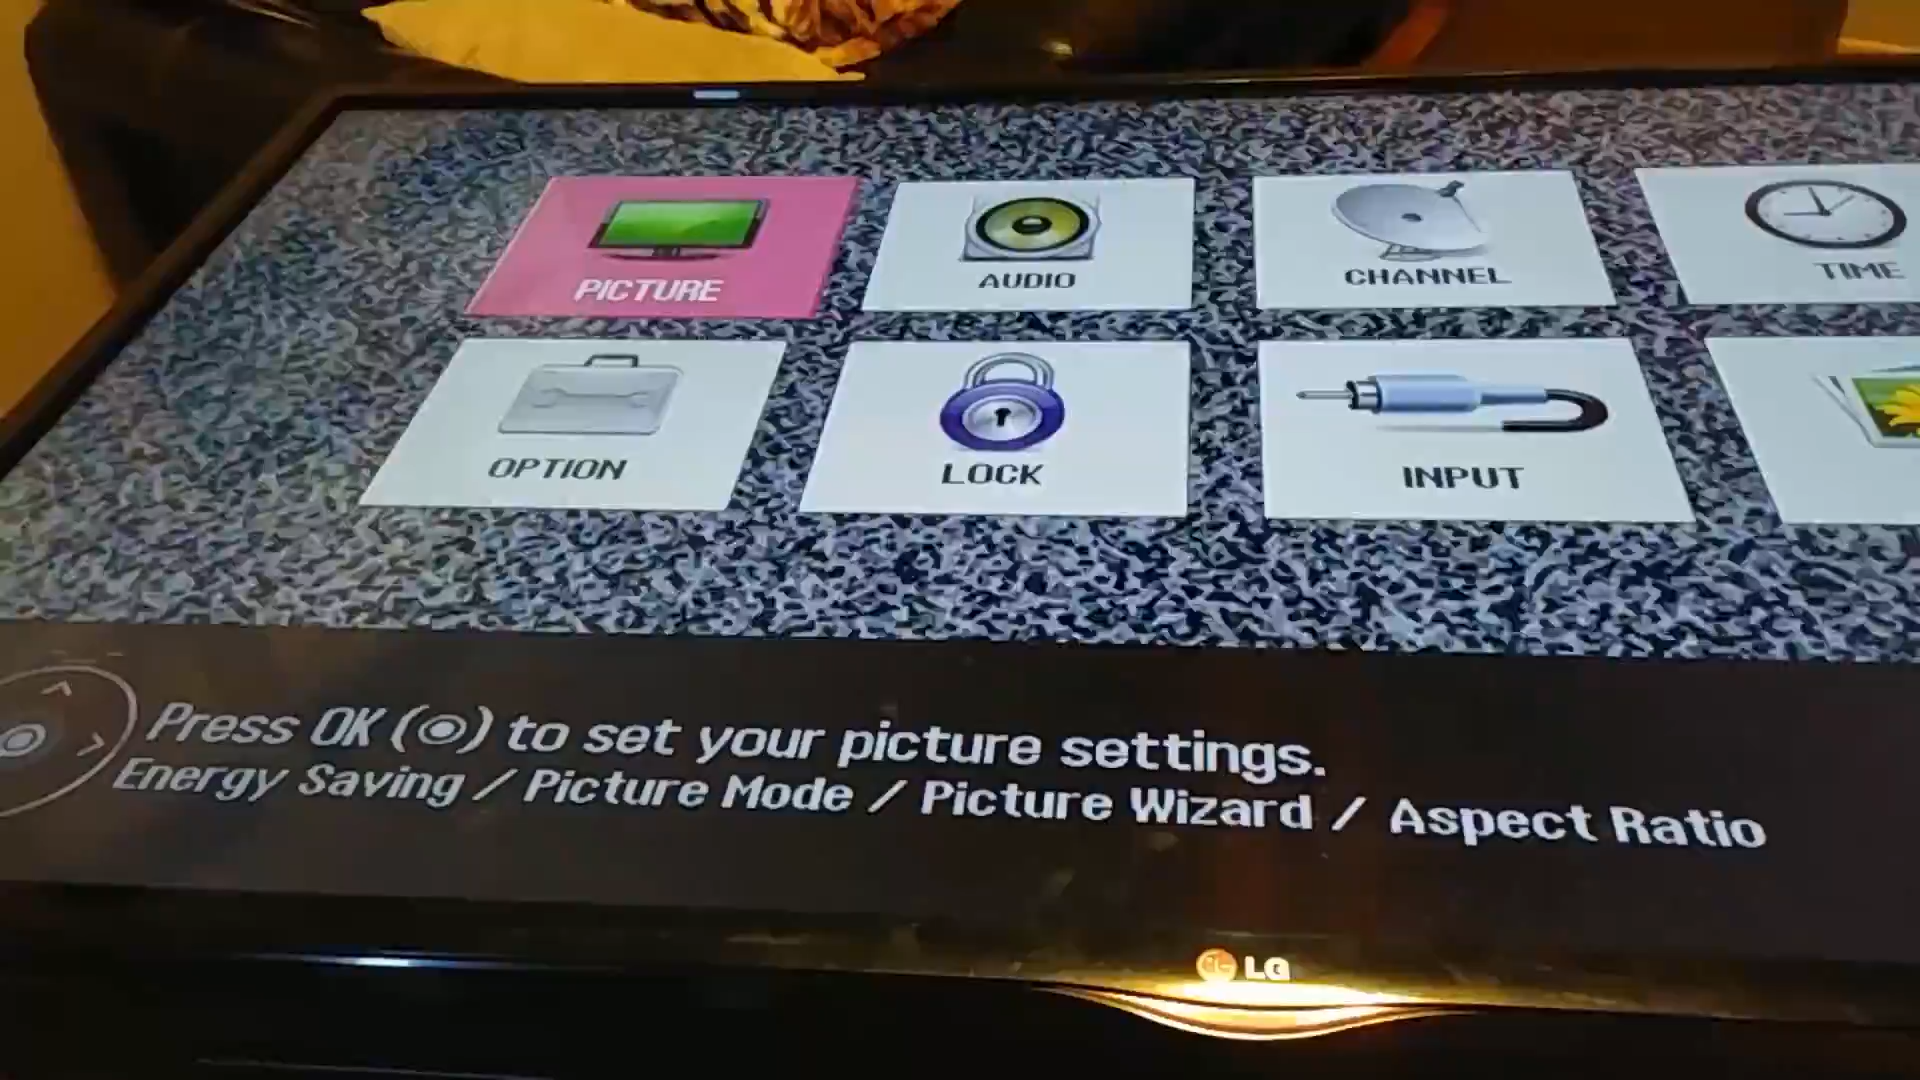 PICTURE
AUDIO
CHANNEL
TIME
OPTION
LOCK
INPUT
Press OK (◉) to set your picture settings.
Energy Saving / Picture Mode / Picture Wizard / Aspect Ratio
LG